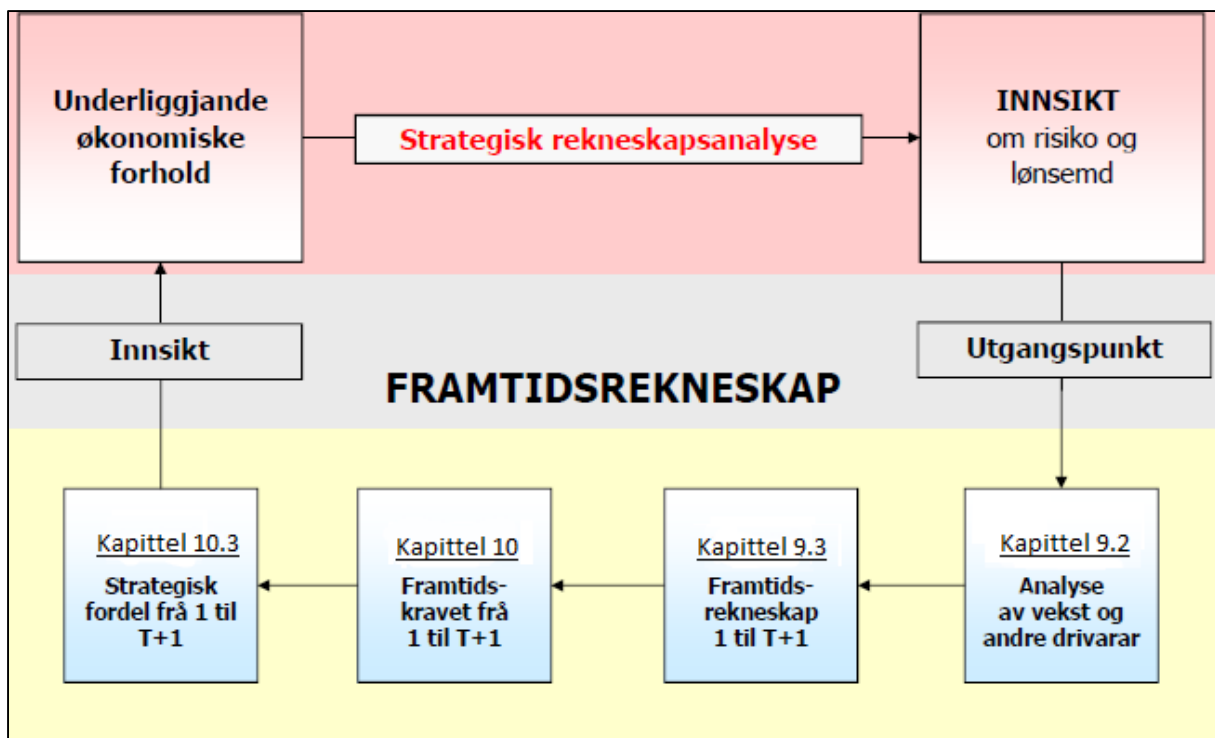 Underliggjande
økonomiske
forhold
Strategisk rekneskapsanalyse
INNSIKT
om risiko og
lønsemd
Innsikt
Utgangspunkt
FRAMTIDSREKNESKAP
Kapittel 10.3
Strategisk
fordel frå 1 til
T+1
Kapittel 10
Framtids-
kravet frå
1 til T+1
Kapittel 9.3
Framtids-
rekneskap
1 til T+1
Kapittel 9.2
Analyse
av vekst og
andre drivarar